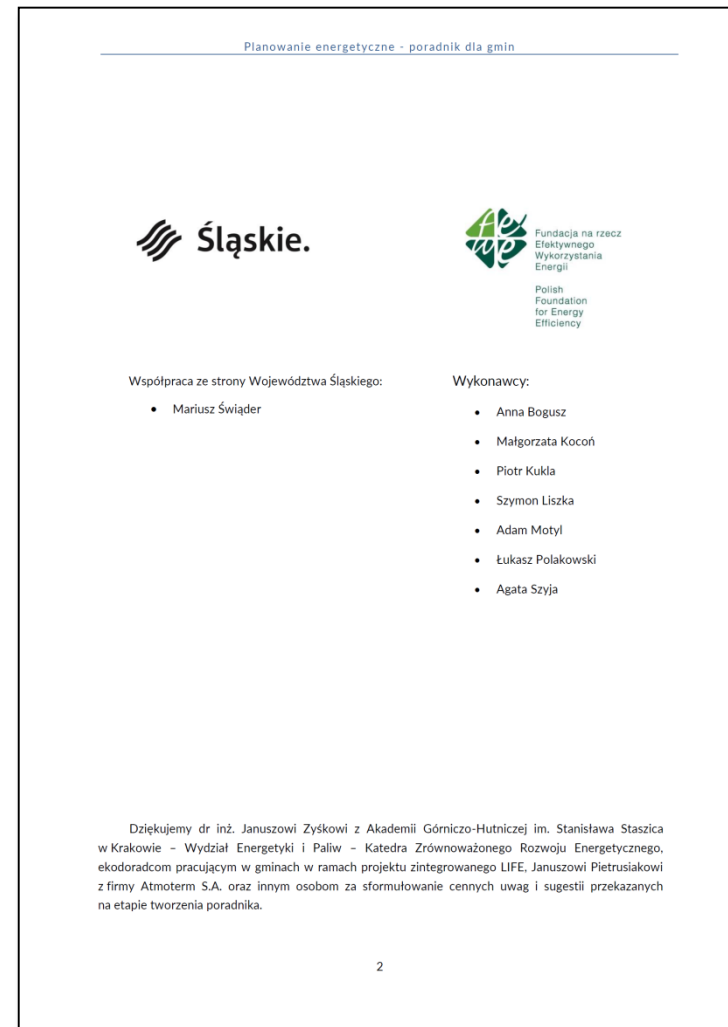 Planowanie energetyczne - poradnik dla gmin
Śląskie.
fewe
Fundacja na rzecz
Efektywnego
Wykorzystania
Energii
Polish
Foundation
for Energy
Efficiency
Współpraca ze strony Województwa Śląskiego:
• Mariusz Świąder
Wykonawcy:
• Anna Bogusz
• Małgorzata Kocoń
• Piotr Kukla
• Szymon Liszka
• Adam Motyl
• Łukasz Polakowski
• Agata Szyja
Dziękujemy dr inż. Januszowi Zyśkowi z Akademii Górniczo-Hutniczej im. Stanisława Staszica
w Krakowie – Wydział Energetyki i Paliw – Katedra Zrównoważonego Rozwoju Energetycznego,
ekodoradcom pracującym w gminach w ramach projektu zintegrowanego LIFE, Januszowi Pietrusiakowi
z firmy Atmoterm S.A. oraz innym osobom za sformułowanie cennych uwag i sugestii przekazanych
na etapie tworzenia poradnika.
2